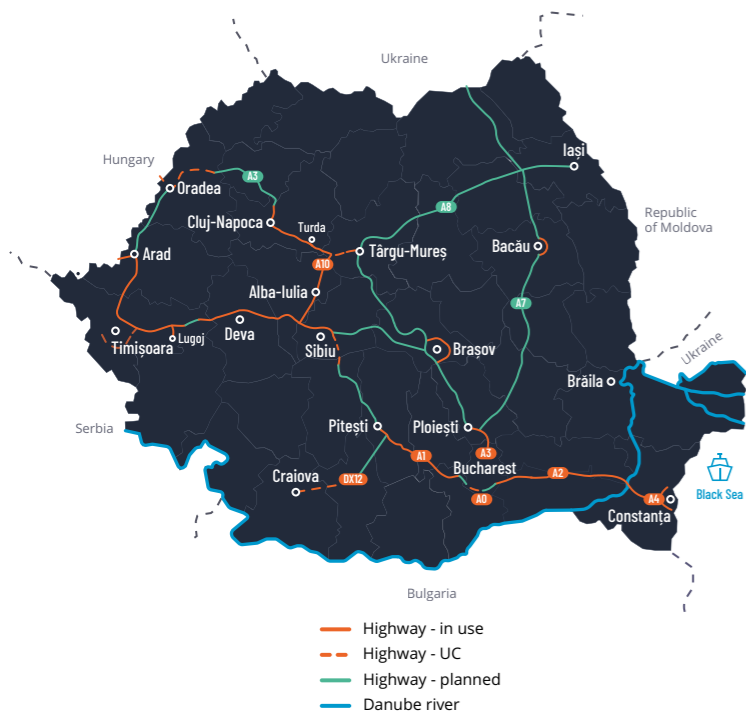 Ukraine
Iași
Hungary
A3
Oradea
A8
Republic
of Moldova
Cluj-Napoca
Turda
Bacău
Târgu-Mureș
Arad
A10
Alba-Iulia
A7
Deva
Lugoj
Timișoara
Sibiu
Brașov
Ukraine
Brăila
Serbia
Pitești
Ploiești
A1
A3
Bucharest
A2
Craiova
DX12
A0
A4
Black Sea
Constanța
Bulgaria
Highway - in use
Highway - UC
Highway - planned
Danube river